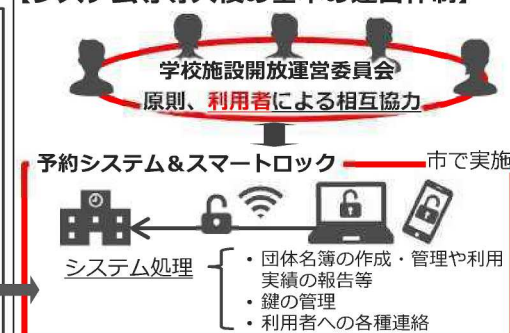 【システム等導入後の基本の運営体制】
学校施設開放運営委員会
原則、利用者による相互協力
予約システム＆スマートロック
市で実施
システム処理
・団体名簿の作成・管理や利用
実績の報告等
・鍵の管理
・利用者への各種連絡